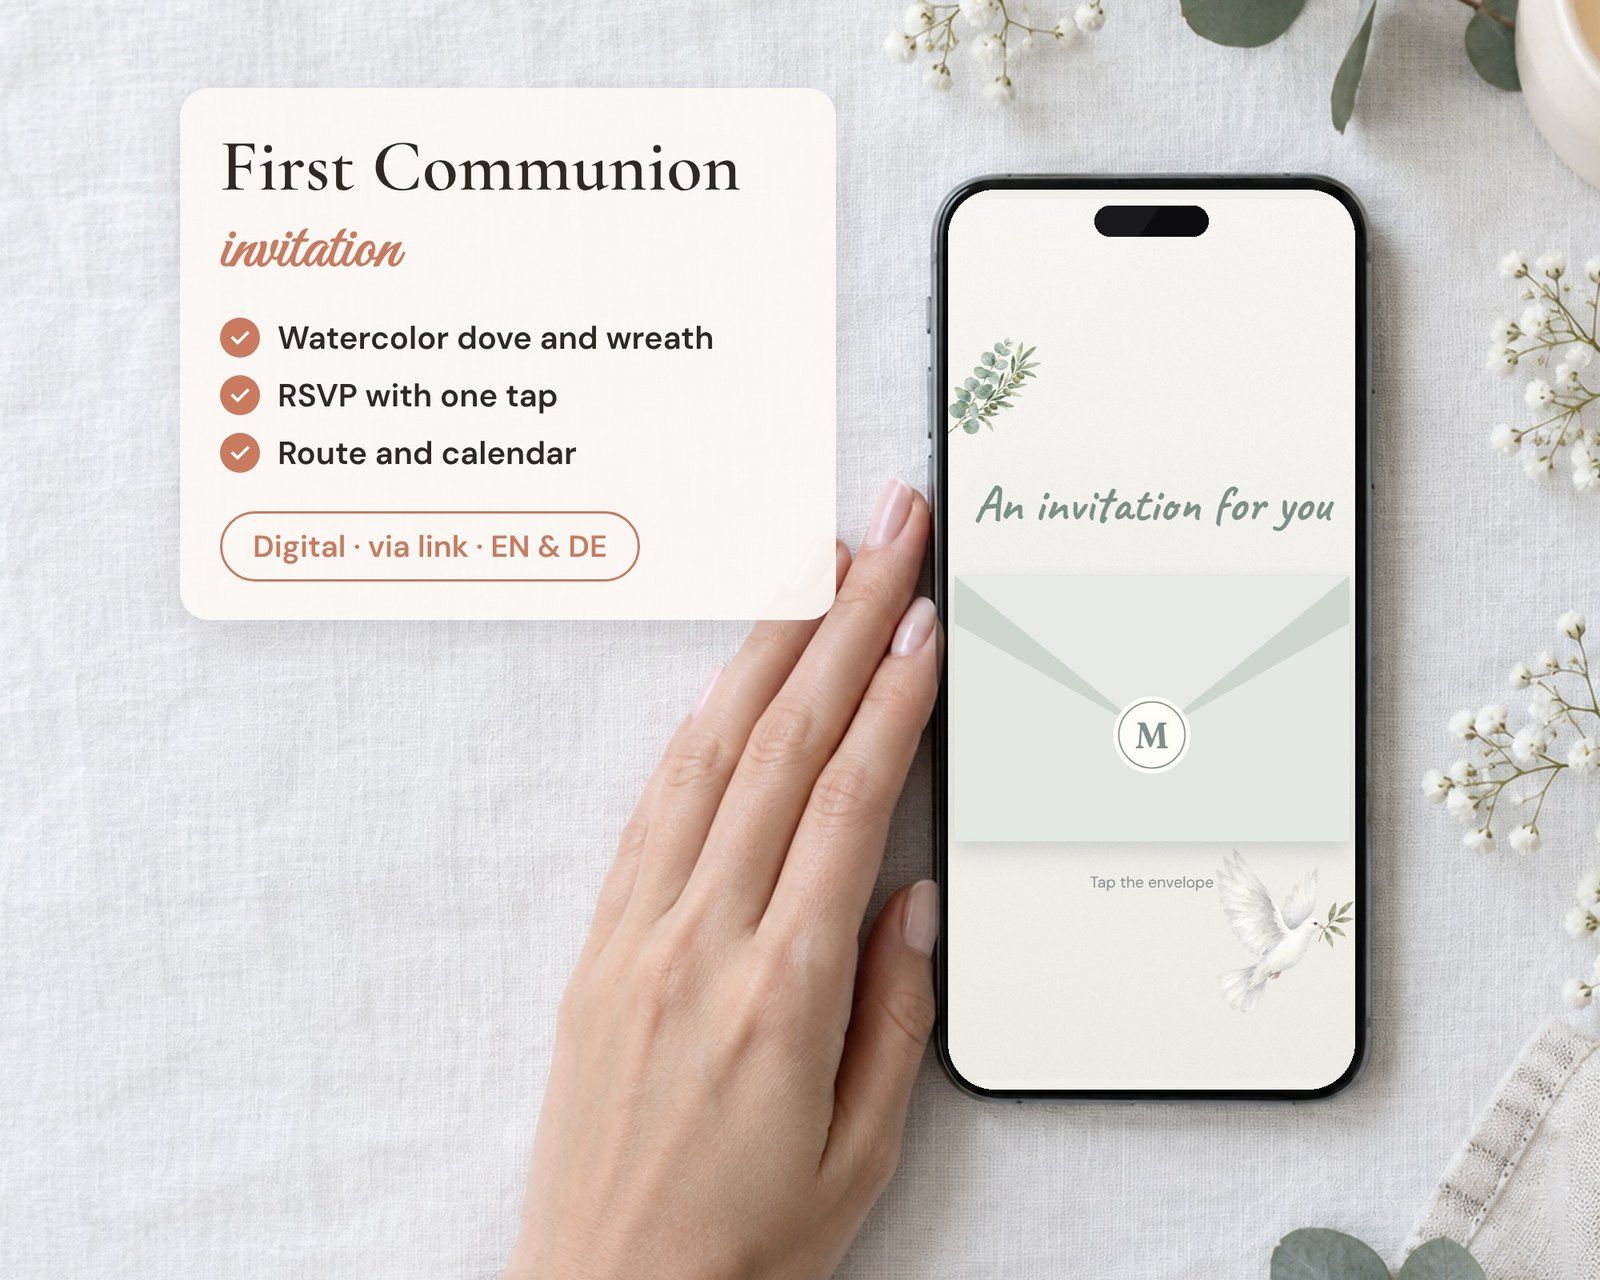 First Communion
invitation
Watercolor dove and wreath
RSVP with one tap
Route and calendar
Digital · via link · EN & DE
An invitation for you
M
Tap the envelope